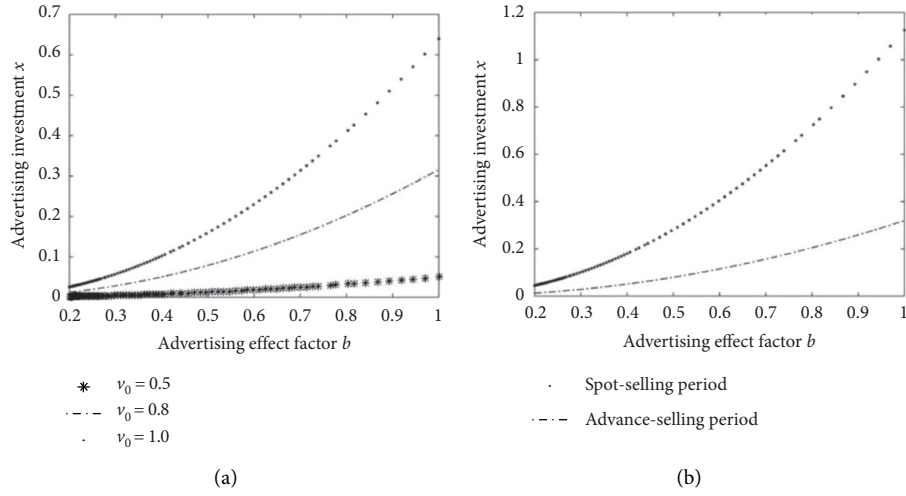 0.7
0.6
0.5
0.4
0.3
0.2
0.1
0
Advertising investment x
0.2 0.3 0.4 0.5 0.6 0.7 0.8 0.9 1
Advertising effect factor b
v₀ = 0.5
v₀ = 0.8
v₀ = 1.0
(a)
1.2
1
0.8
0.6
0.4
0.2
0
Advertising investment x
0.2 0.3 0.4 0.5 0.6 0.7 0.8 0.9 1
Advertising effect factor b
Spot-selling period
Advance-selling period
(b)